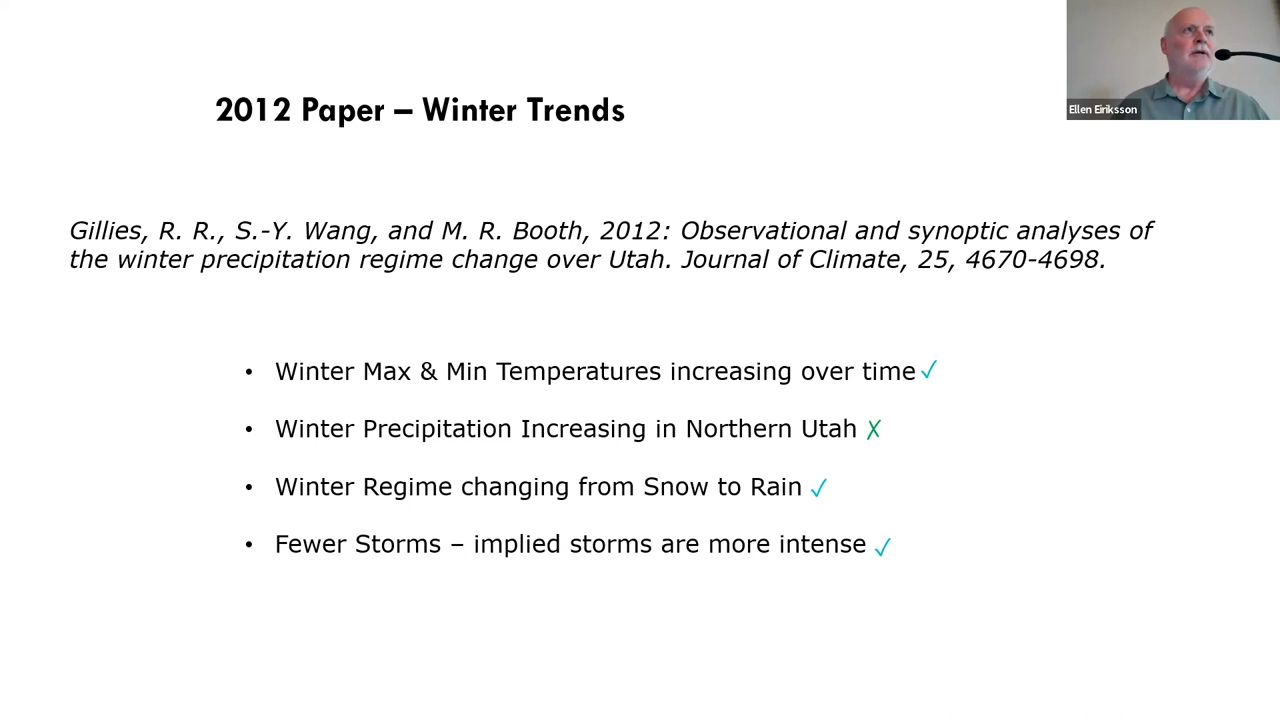 2012 Paper – Winter Trends
Ellen Eiriksson
Gillies, R. R., S.-Y. Wang, and M. R. Booth, 2012: Observational and synoptic analyses of
the winter precipitation regime change over Utah. Journal of Climate, 25, 4670-4698.
• Winter Max & Min Temperatures increasing over time ✓
• Winter Precipitation Increasing in Northern Utah X
• Winter Regime changing from Snow to Rain ✓
• Fewer Storms – implied storms are more intense ✓